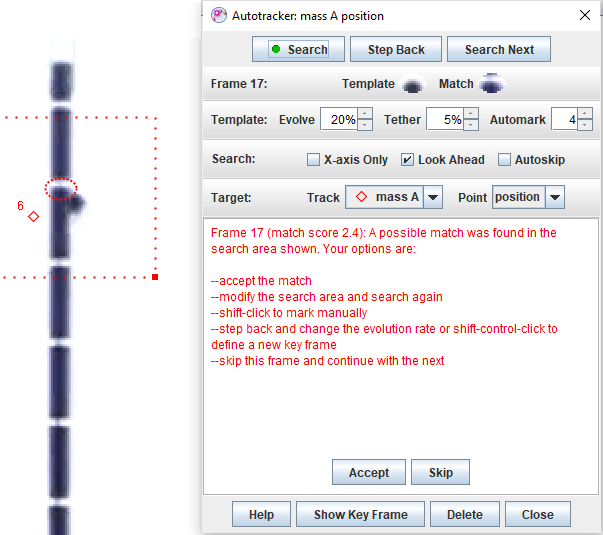 Autotracker: mass A position
Search Step Back Search Next
Frame 17: Template Match
Template: Evolve 20% Tether 5% Automark 4
Search: X-axis Only Look Ahead Autoskip
Target: Track mass A Point position
6
Frame 17 (match score 2.4): A possible match was found in the
search area shown. Your options are:
--accept the match
--modify the search area and search again
--shift-click to mark manually
--step back and change the evolution rate or shift-control-click to
define a new key frame
--skip this frame and continue with the next
Accept Skip
Help Show Key Frame Delete Close